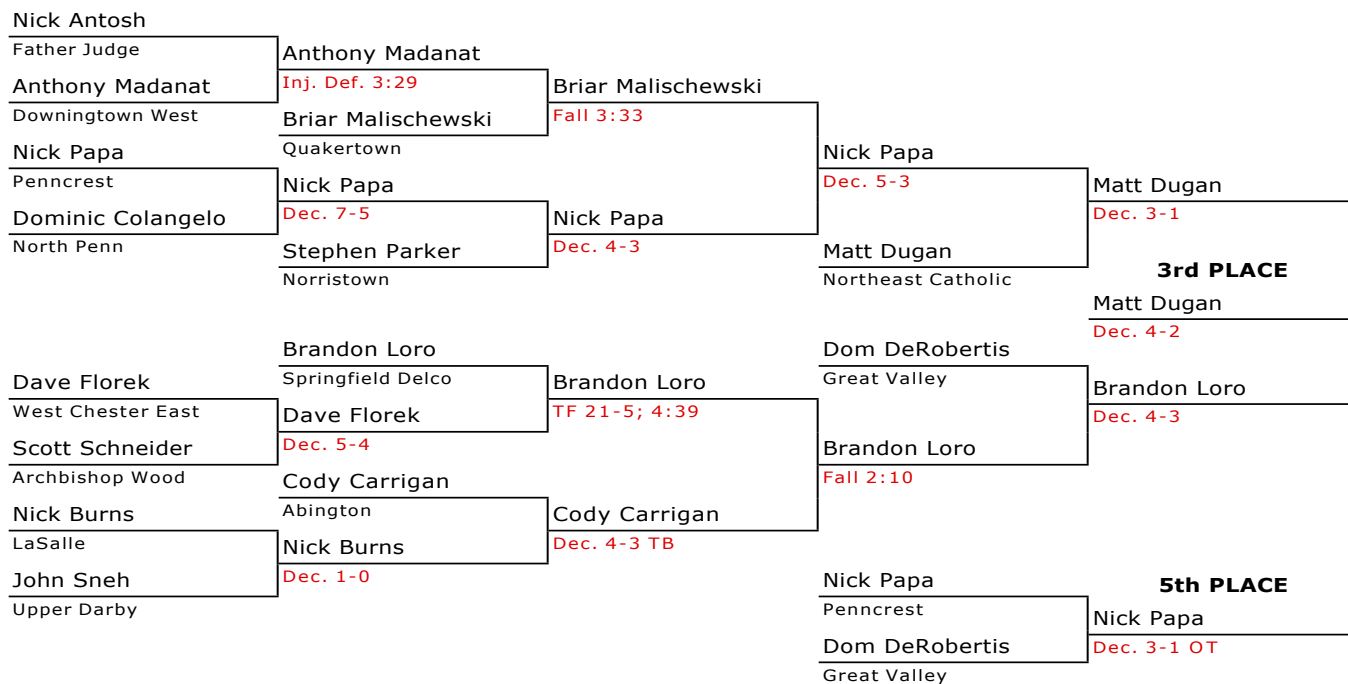 Nick Antosh
Father Judge
Anthony Madanat
Downingtown West
Nick Papa
Penncrest
Dominic Colangelo
North Penn
Dave Florek
West Chester East
Scott Schneider
Archbishop Wood
Nick Burns
LaSalle
John Sneh
Upper Darby
Anthony Madanat
Inj. Def. 3:29
Briar Malischewski
Quakertown
Nick Papa
Dec. 7-5
Stephen Parker
Norristown
Brandon Loro
Springfield Delco
Dave Florek
Dec. 5-4
Cody Carrigan
Abington
Nick Burns
Dec. 1-0
Briar Malischewski
Fall 3:33
Nick Papa
Dec. 4-3
Brandon Loro
TF 21-5; 4:39
Cody Carrigan
Dec. 4-3 TB
Nick Papa
Dec. 5-3
Matt Dugan
Northeast Catholic
Dom DeRobertis
Great Valley
Brandon Loro
Fall 2:10
Nick Papa
Penncrest
Dom DeRobertis
Great Valley
Matt Dugan
Dec. 3-1
3rd PLACE
Matt Dugan
Dec. 4-2
Brandon Loro
Dec. 4-3
5th PLACE
Nick Papa
Dec. 3-1 OT